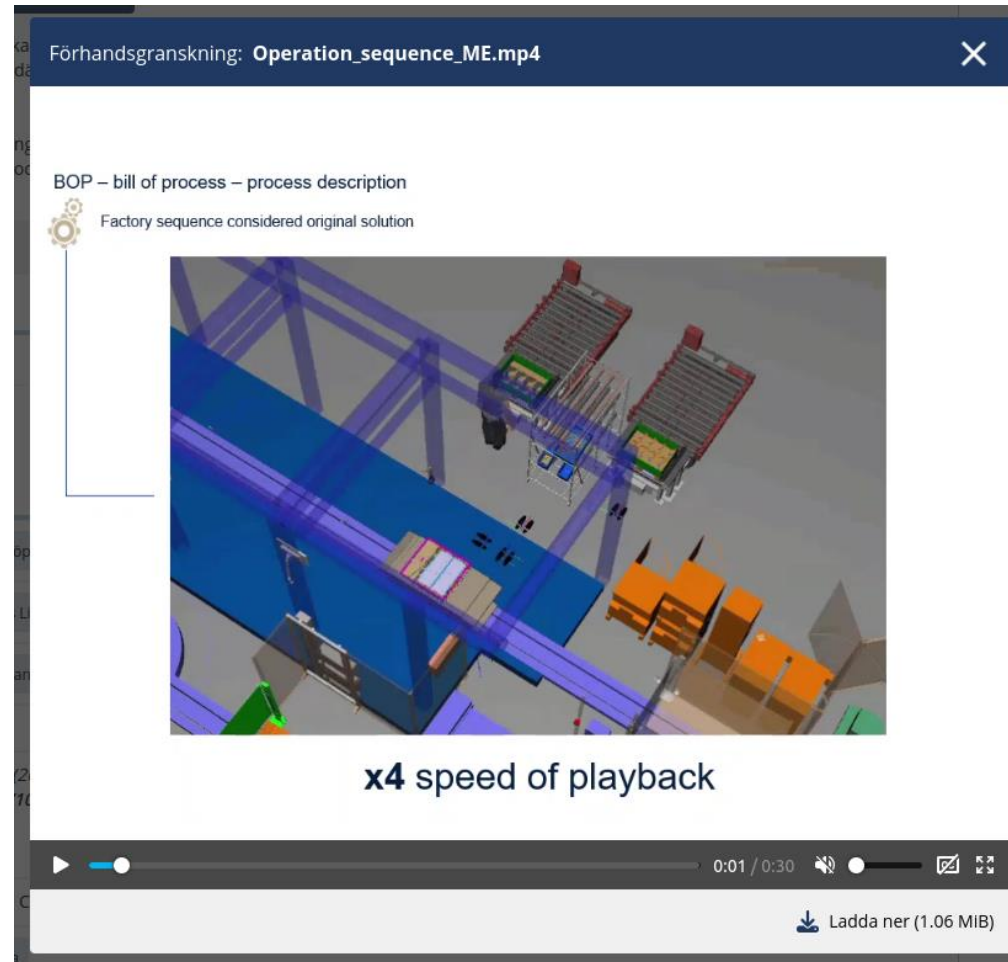 Förhandsgranskning: Operation_sequence_ME.mp4
BOP – bill of process – process description
Factory sequence considered original solution
x4 speed of playback
0:01 / 0:30
Ladda ner (1.06 MiB)